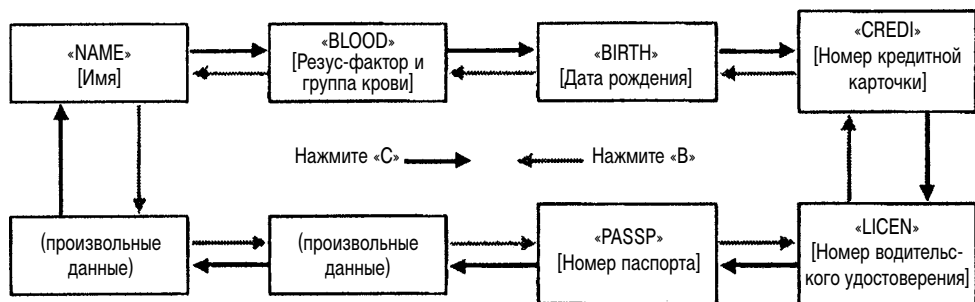 «NAME»
[Имя]
«BLOOD»
[Резус-фактор и
группа крови]
«BIRTH»
[Дата рождения]
«CREDI»
[Номер кредитной
карточки]
Нажмите «C»
Нажмите «B»
(произвольные
данные)
(произвольные
данные)
«PASSP»
[Номер паспорта]
«LICEN»
[Номер водительс-
кого удостоверения]